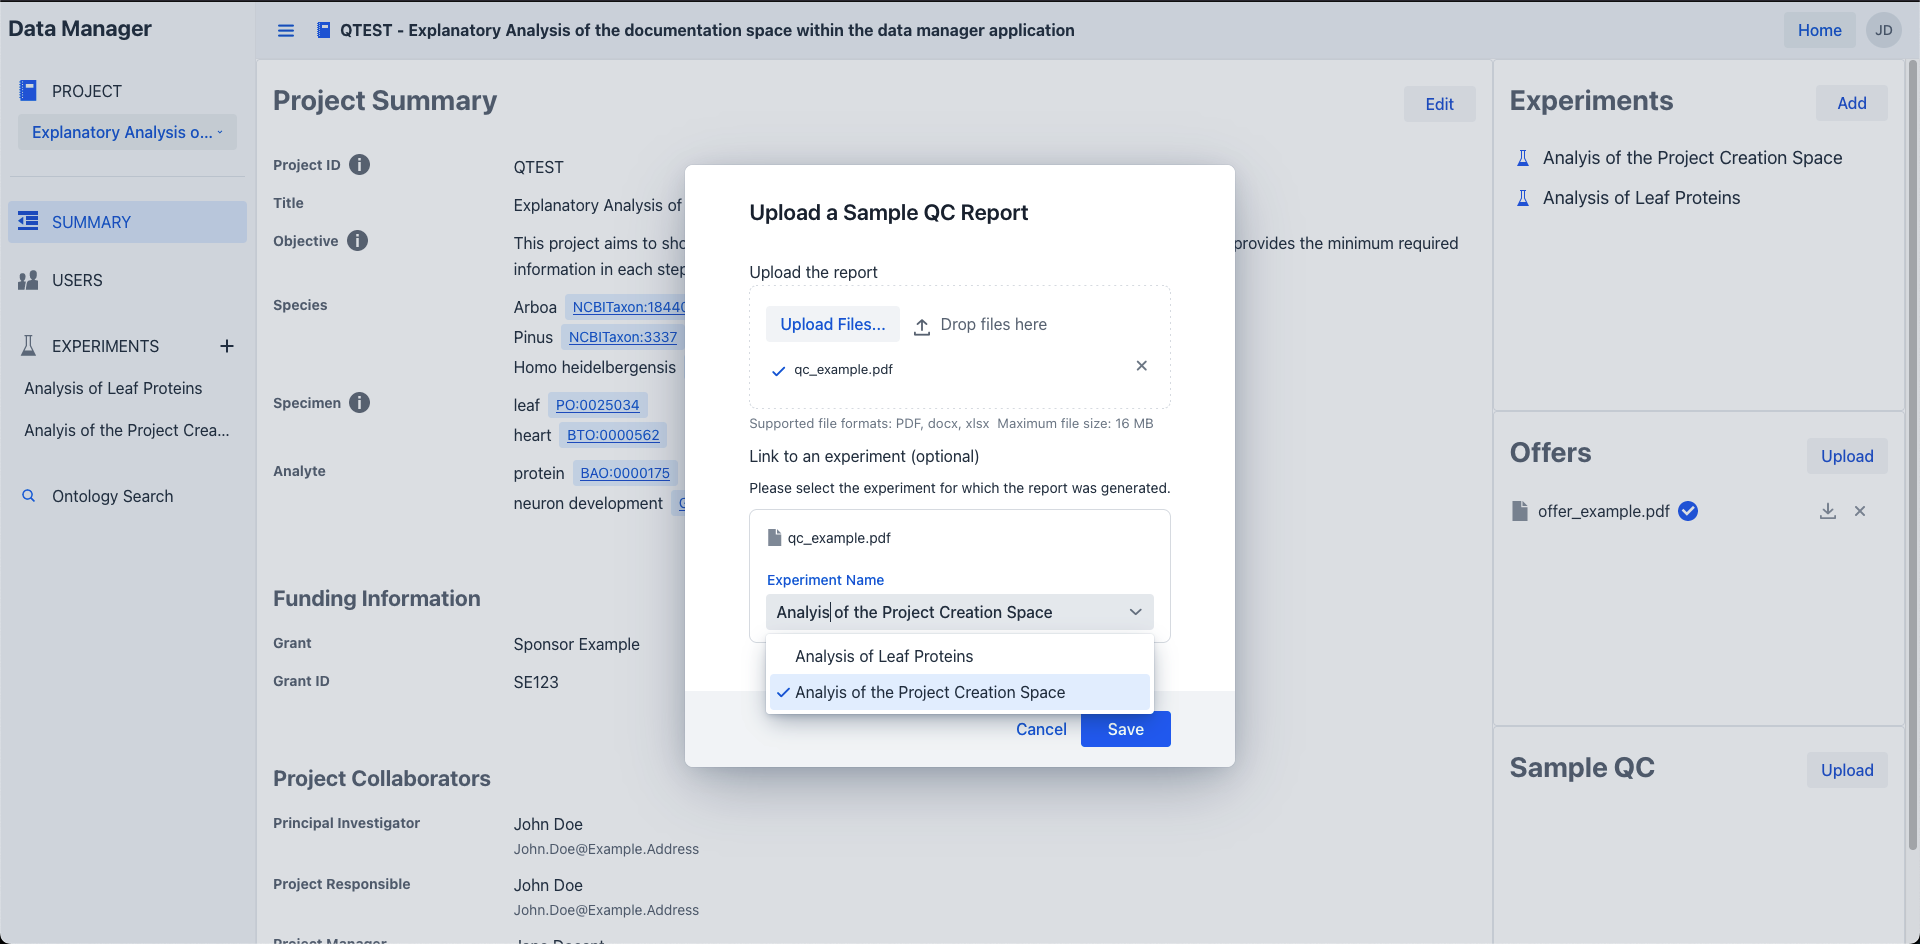 Data Manager
QTEST - Explanatory Analysis of the documentation space within the data manager application
Home
JD
PROJECT
Explanatory Analysis o...
SUMMARY
USERS
EXPERIMENTS
Analysis of Leaf Proteins
Analyis of the Project Crea...
Ontology Search
Project Summary
Edit
Project ID
QTEST
Title
Explanatory Analysis of
Objective
This project aims to sho
provides the minimum required
information in each step
Species
Arboa NCBITaxon:18440
Pinus NCBITaxon:3337
Homo heidelbergensis
Specimen
leaf PO:0025034
heart BTO:0000562
Analyte
protein BAO:0000175
neuron development
Funding Information
Grant
Sponsor Example
Grant ID
SE123
Project Collaborators
Principal Investigator
John Doe
John.Doe@Example.Address
Project Responsible
John Doe
John.Doe@Example.Address
Project Manager
Upload a Sample QC Report
Upload the report
Upload Files...
Drop files here
qc_example.pdf
Supported file formats: PDF, docx, xlsx Maximum file size: 16 MB
Link to an experiment (optional)
Please select the experiment for which the report was generated.
qc_example.pdf
Experiment Name
Analyis of the Project Creation Space
Analysis of Leaf Proteins
Analyis of the Project Creation Space
Cancel
Save
Experiments
Add
Analyis of the Project Creation Space
Analysis of Leaf Proteins
Offers
Upload
offer_example.pdf
Sample QC
Upload